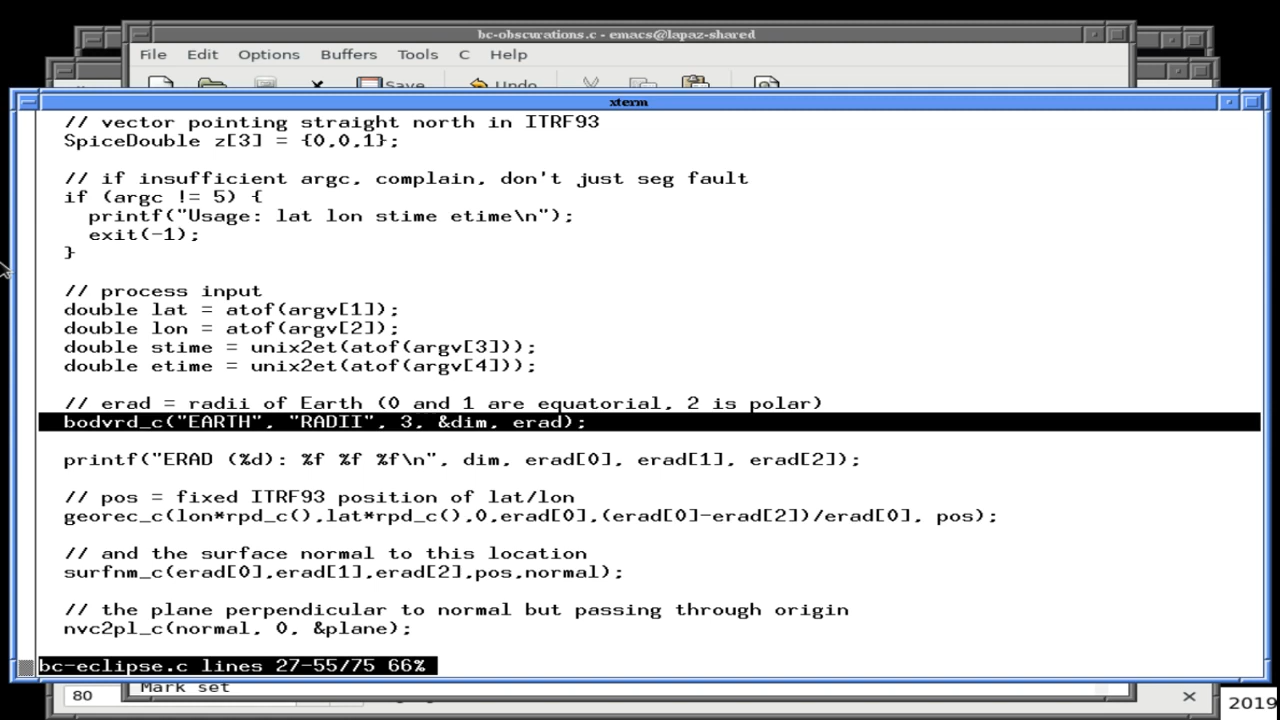 bc-obscurations.c - emacs@lapaz-shared
File Edit Options Buffers Tools C Help
Save Undo
xterm
// vector pointing straight north in ITRF93
SpiceDouble z[3] = {0,0,1};
// if insufficient argc, complain, don't just seg fault
if (argc != 5) {
printf("Usage: lat lon stime etime\n");
exit(-1);
}
// process input
double lat = atof(argv[1]);
double lon = atof(argv[2]);
double stime = unix2et(atof(argv[3]));
double etime = unix2et(atof(argv[4]));
// erad = radii of Earth (0 and 1 are equatorial, 2 is polar)
bodvrd_c("EARTH", "RADII", 3, &dim, erad);
printf("ERAD (%d): %f %f %f\n", dim, erad[0], erad[1], erad[2]);
// pos = fixed ITRF93 position of lat/lon
georec_c(lon*rpd_c(),lat*rpd_c(),0,erad[0],(erad[0]-erad[2])/erad[0], pos);
// and the surface normal to this location
surfnm_c(erad[0],erad[1],erad[2],pos,normal);
// the plane perpendicular to normal but passing through origin
nvc2pl_c(normal, 0, &plane);
bc-eclipse.c lines 27-55/75 66%
Mark set
80
2019